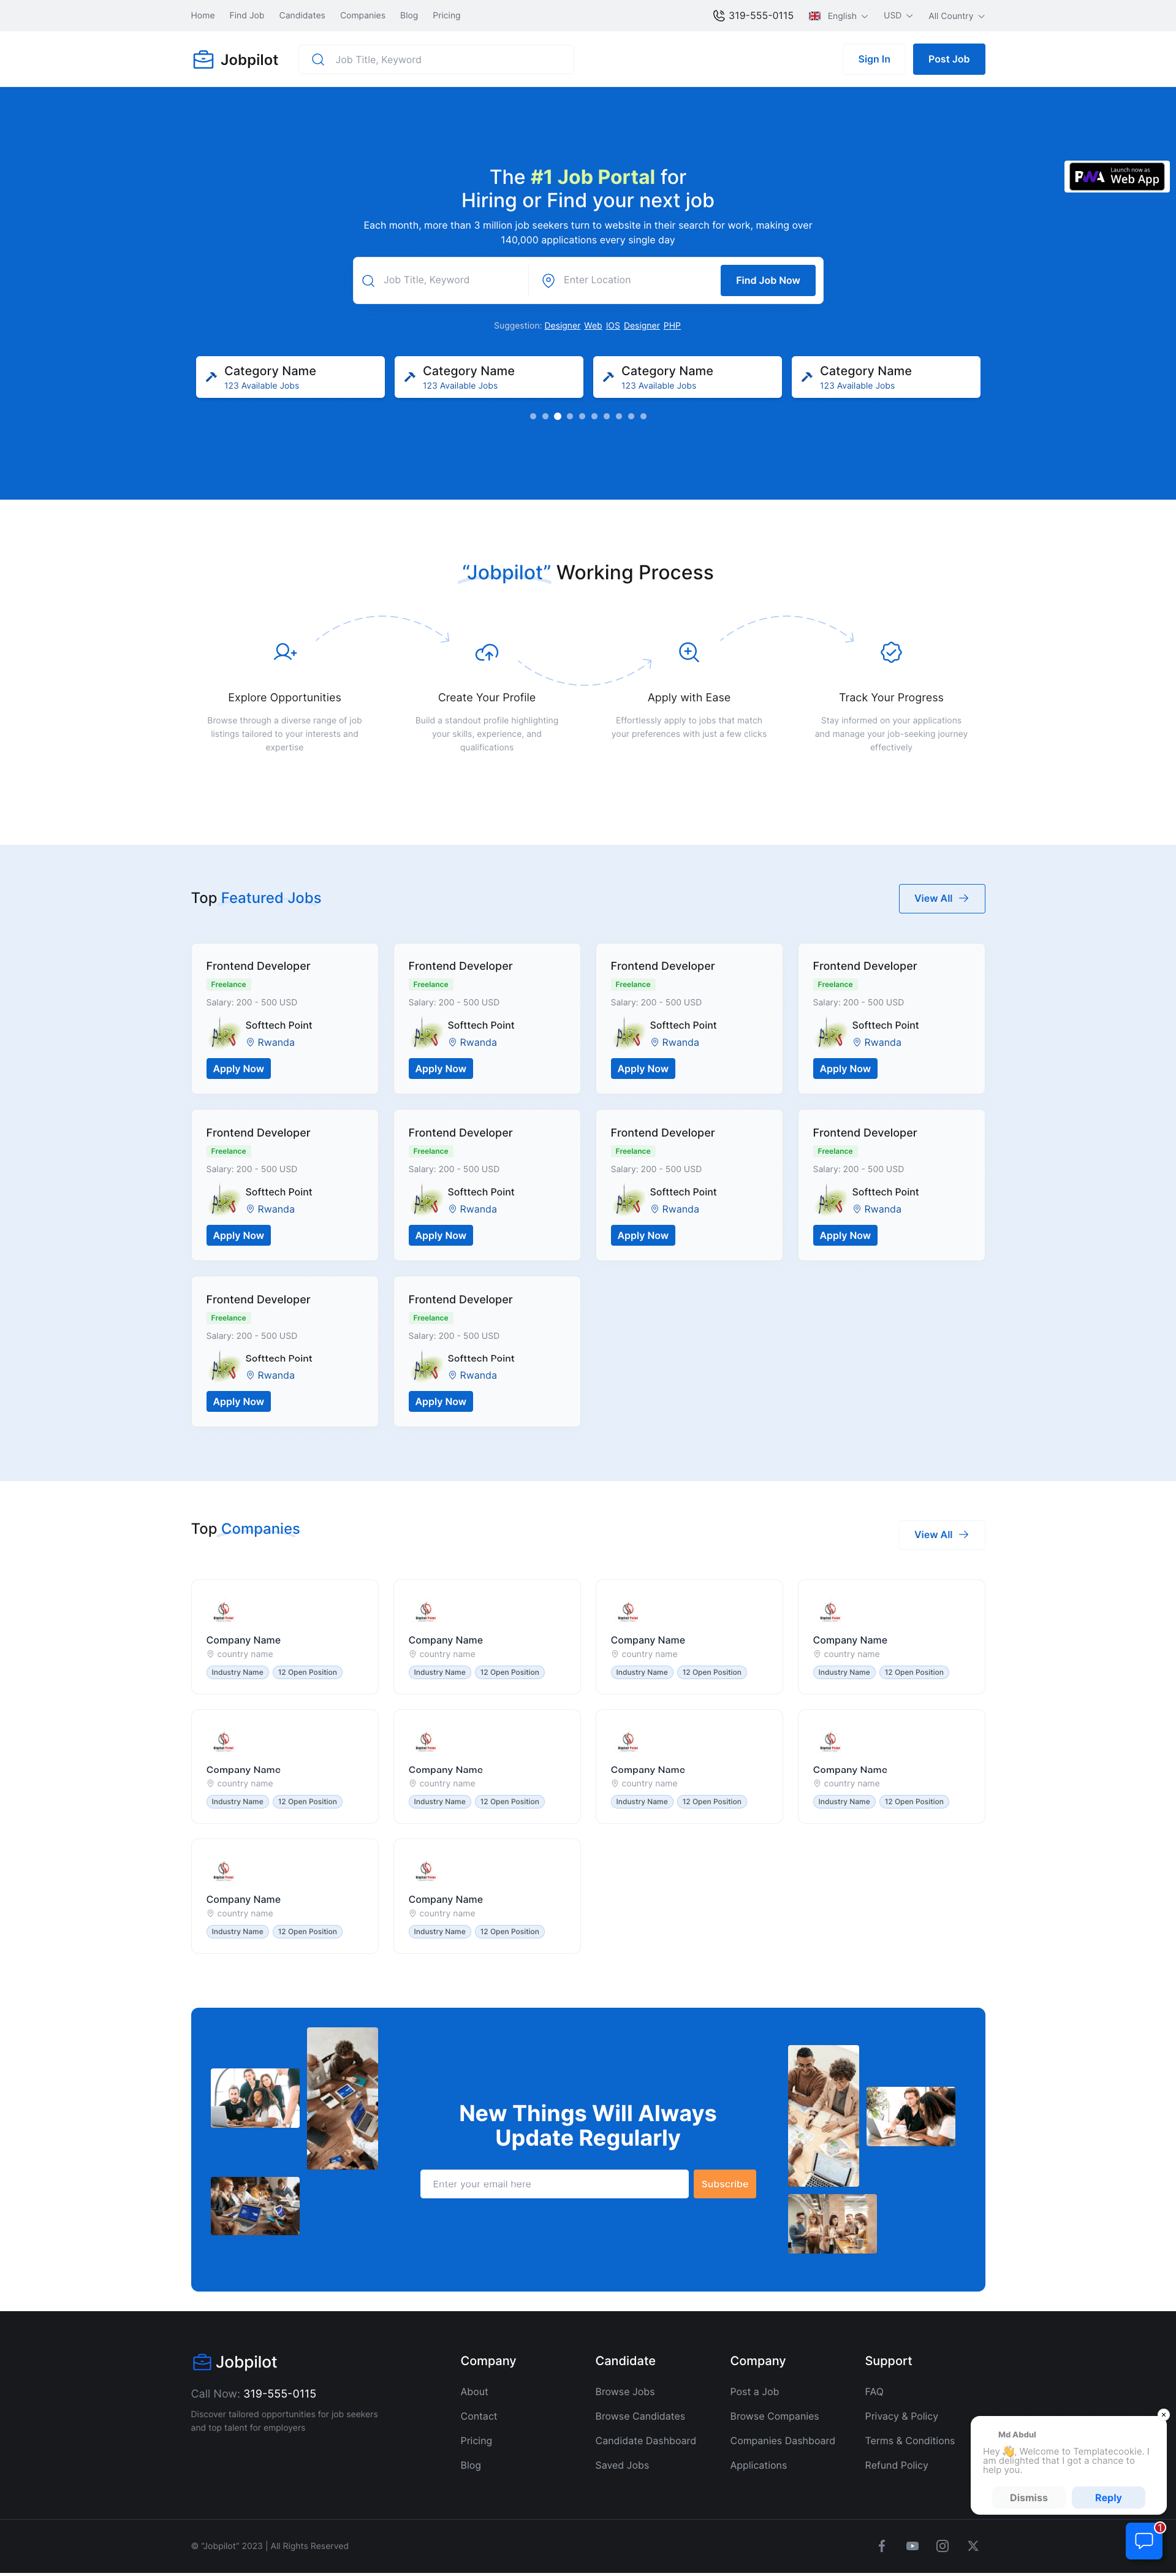 Home Find Job Candidates Companies Blog Pricing 319-555-0115 English USD All Country
Jobpilot Job Title, Keyword Sign In Post Job
The #1 Job Portal for
Hiring or Find your next job
Launch now as
PWA Web App
Each month, more than 3 million job seekers turn to website in their search for work, making over
140,000 applications every single day
Job Title, Keyword Enter Location Find Job Now
Suggestion: Designer Web IOS Designer PHP
Category Name Category Name Category Name Category Name
123 Available Jobs 123 Available Jobs 123 Available Jobs 123 Available Jobs
“Jobpilot” Working Process
Explore Opportunities Create Your Profile Apply with Ease Track Your Progress
Browse through a diverse range of job Build a standout profile highlighting Effortlessly apply to jobs that match Stay informed on your applications
listings tailored to your interests and your skills, experience, and your preferences with just a few clicks and manage your job-seeking journey
expertise qualifications effectively
Top Featured Jobs View All
Frontend Developer Frontend Developer Frontend Developer Frontend Developer
Freelance Freelance Freelance Freelance
Salary: 200 - 500 USD Salary: 200 - 500 USD Salary: 200 - 500 USD Salary: 200 - 500 USD
Softtech Point Softtech Point Softtech Point Softtech Point
Rwanda Rwanda Rwanda Rwanda
Apply Now Apply Now Apply Now Apply Now
Frontend Developer Frontend Developer Frontend Developer Frontend Developer
Freelance Freelance Freelance Freelance
Salary: 200 - 500 USD Salary: 200 - 500 USD Salary: 200 - 500 USD Salary: 200 - 500 USD
Softtech Point Softtech Point Softtech Point Softtech Point
Rwanda Rwanda Rwanda Rwanda
Apply Now Apply Now Apply Now Apply Now
Frontend Developer Frontend Developer
Freelance Freelance
Salary: 200 - 500 USD Salary: 200 - 500 USD
Softtech Point Softtech Point
Rwanda Rwanda
Apply Now Apply Now
Top Companies View All
Digital Point Digital Point Digital Point Digital Point
Company Name Company Name Company Name Company Name
country name country name country name country name
Industry Name 12 Open Position Industry Name 12 Open Position Industry Name 12 Open Position Industry Name 12 Open Position
Digital Point Digital Point Digital Point Digital Point
Company Name Company Name Company Name Company Name
country name country name country name country name
Industry Name 12 Open Position Industry Name 12 Open Position Industry Name 12 Open Position Industry Name 12 Open Position
Digital Point Digital Point
Company Name Company Name
country name country name
Industry Name 12 Open Position Industry Name 12 Open Position
New Things Will Always
Update Regularly
Enter your email here Subscribe
Jobpilot Company Candidate Company Support
Call Now: 319-555-0115 About Browse Jobs Post a Job FAQ
Discover tailored opportunities for job seekers
and top talent for employers
Contact Browse Candidates Browse Companies Privacy & Policy
Pricing Candidate Dashboard Companies Dashboard Terms & Conditions
Blog Saved Jobs Applications Refund Policy
Md Abdul
Hey 👋, Welcome to Templatecookie. I
am delighted that I got a chance to
help you.
Dismiss Reply
1
© “Jobpilot” 2023 | All Rights Reserved